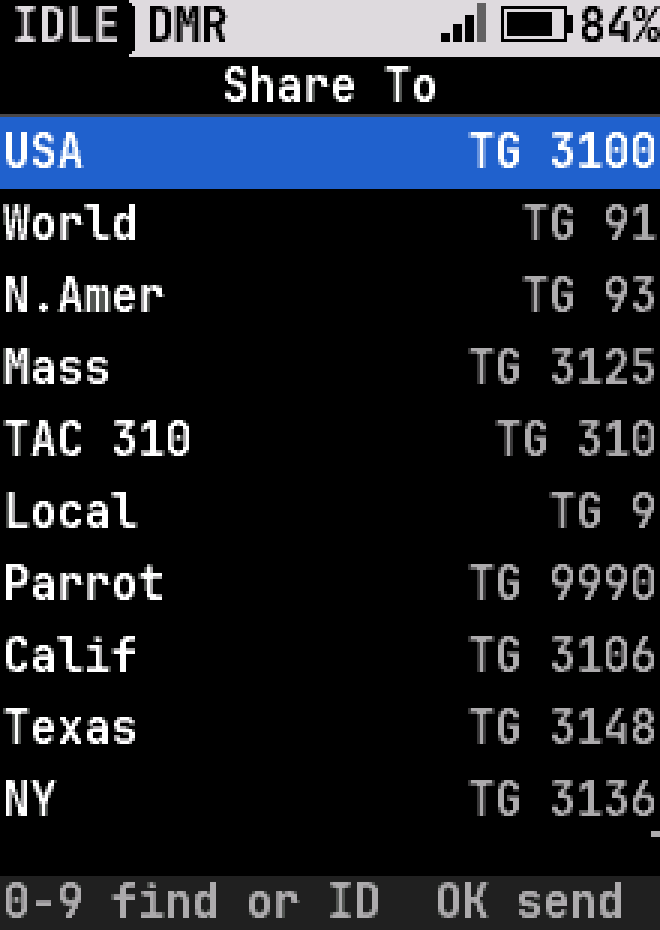 IDLE DMR 84%
Share To
USA TG 3100
World TG 91
N.Amer TG 93
Mass TG 3125
TAC 310 TG 310
Local TG 9
Parrot TG 9990
Calif TG 3106
Texas TG 3148
NY TG 3136
0-9 find or ID OK send